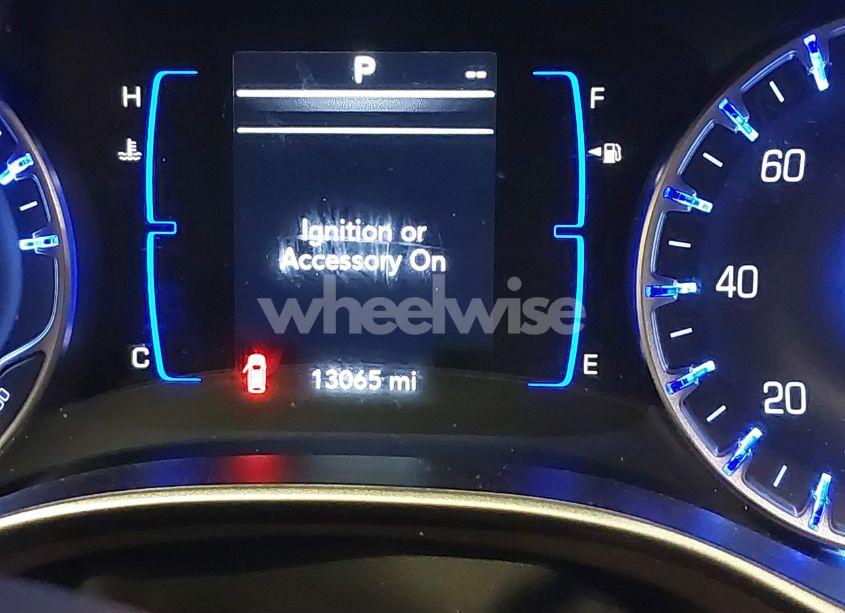 P --
H
F
60
Ignition or
Accessory On
40
wheelwise
C
E
13065 mi
20